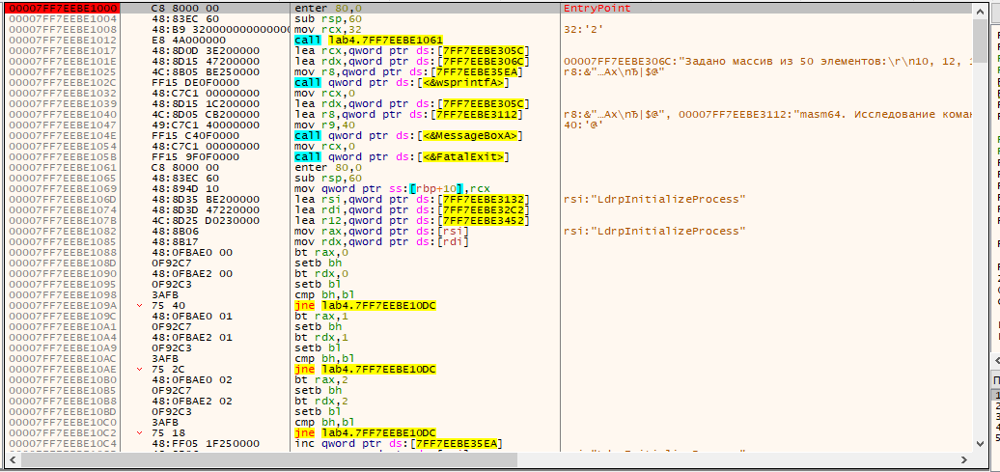 00007FF7EEBE1000 C8 8000 00 enter 80,0 EntryPoint
00007FF7EEBE1004 48:83EC 60 sub rsp,60
00007FF7EEBE1008 48:B9 3200000000000000 mov rcx,32 32:'2'
00007FF7EEBE1012 E8 4A000000 call lab4.7FF7EEBE1061
00007FF7EEBE1017 48:8D0D 3E200000 lea rcx,qword ptr ds:[7FF7EEBE305C]
00007FF7EEBE101E 48:8D15 47200000 lea rdx,qword ptr ds:[7FF7EEBE306C] 00007FF7EEBE306C:"Задано массив из 50 элементов:\r\n10, 12, 1
00007FF7EEBE1025 4C:8B05 BE250000 mov r8,qword ptr ds:[7FF7EEBE35EA] r8:&"…Ax\nЂ|$@"
00007FF7EEBE102C FF15 DE0F0000 call qword ptr ds:[<&wsprintfA>]
00007FF7EEBE1032 48:C7C1 00000000 mov rcx,0
00007FF7EEBE1039 48:8D15 1C200000 lea rdx,qword ptr ds:[7FF7EEBE305C]
00007FF7EEBE1040 4C:8D05 CB200000 lea r8,qword ptr ds:[7FF7EEBE3112] r8:&"…Ax\nЂ|$@", 00007FF7EEBE3112:"masm64. Исследование коман
00007FF7EEBE1047 49:C7C1 40000000 mov r9,40 40:'@'
00007FF7EEBE104E FF15 C40F0000 call qword ptr ds:[<&MessageBoxA>]
00007FF7EEBE1054 48:C7C1 00000000 mov rcx,0
00007FF7EEBE105B FF15 9F0F0000 call qword ptr ds:[<&FatalExit>]
00007FF7EEBE1061 C8 8000 00 enter 80,0
00007FF7EEBE1065 48:83EC 60 sub rsp,60
00007FF7EEBE1069 48:894D 10 mov qword ptr ss:[rbp+10],rcx
00007FF7EEBE106D 48:8D35 BE200000 lea rsi,qword ptr ds:[7FF7EEBE3132] rsi:"LdrpInitializeProcess"
00007FF7EEBE1074 48:8D3D 47220000 lea rdi,qword ptr ds:[7FF7EEBE32C2]
00007FF7EEBE107B 4C:8D25 D0230000 lea r12,qword ptr ds:[7FF7EEBE3452]
00007FF7EEBE1082 48:8B06 mov rax,qword ptr ds:[rsi] rsi:"LdrpInitializeProcess"
00007FF7EEBE1085 48:8B17 mov rdx,qword ptr ds:[rdi]
00007FF7EEBE1088 48:0FBAE0 00 bt rax,0
00007FF7EEBE108D 0F92C7 setb bh
00007FF7EEBE1090 48:0FBAE2 00 bt rdx,0
00007FF7EEBE1095 0F92C3 setb bl
00007FF7EEBE1098 3AFB cmp bh,bl
00007FF7EEBE109A 75 40 jne lab4.7FF7EEBE10DC
00007FF7EEBE109C 48:0FBAE0 01 bt rax,1
00007FF7EEBE10A1 0F92C7 setb bh
00007FF7EEBE10A4 48:0FBAE2 01 bt rdx,1
00007FF7EEBE10A9 0F92C3 setb bl
00007FF7EEBE10AC 3AFB cmp bh,bl
00007FF7EEBE10AE 75 2C jne lab4.7FF7EEBE10DC
00007FF7EEBE10B0 48:0FBAE0 02 bt rax,2
00007FF7EEBE10B5 0F92C7 setb bh
00007FF7EEBE10B8 48:0FBAE2 02 bt rdx,2
00007FF7EEBE10BD 0F92C3 setb bl
00007FF7EEBE10C0 3AFB cmp bh,bl
00007FF7EEBE10C2 75 18 jne lab4.7FF7EEBE10DC
00007FF7EEBE10C4 48:FF05 1F250000 inc qword ptr ds:[7FF7EEBE35EA]